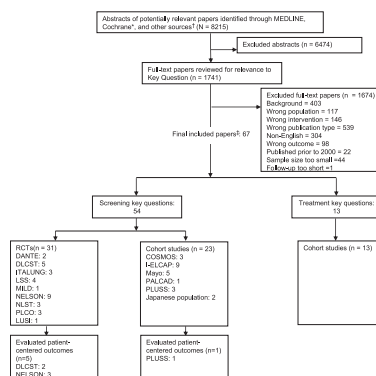 Abstracts of potentially relevant papers identified through MEDLINE,
Cochrane*, and other sources† (N = 8215)
Excluded abstracts (n = 6474)
Full-text papers reviewed for relevance to
Key Question (n = 1741)
Excluded full-text papers (n = 1674)
Background = 403
Wrong population = 117
Wrong intervention = 146
Wrong publication type = 539
Non-English = 304
Wrong outcome = 98
Published prior to 2000 = 22
Sample size too small =44
Follow-up too short =1
Final included papers‡: 67
Screening key questions:
54
Treatment key questions:
13
RCTs(n = 31)
DANTE: 2
DLCST: 5
ITALUNG: 3
LSS: 4
MILD: 1
NELSON: 9
NLST: 3
PLCO: 3
LUSI: 1
Cohort studies (n = 23)
COSMOS: 3
I-ELCAP: 9
Mayo: 5
PALCAD: 1
PLUSS: 3
Japanese population: 2
Cohort studies (n = 13)
Evaluated patient-
centered outcomes
(n=5)
DLCST: 2
NELSON: 3
Evaluated patient-
centered outcomes (n=1)
PLUSS: 1